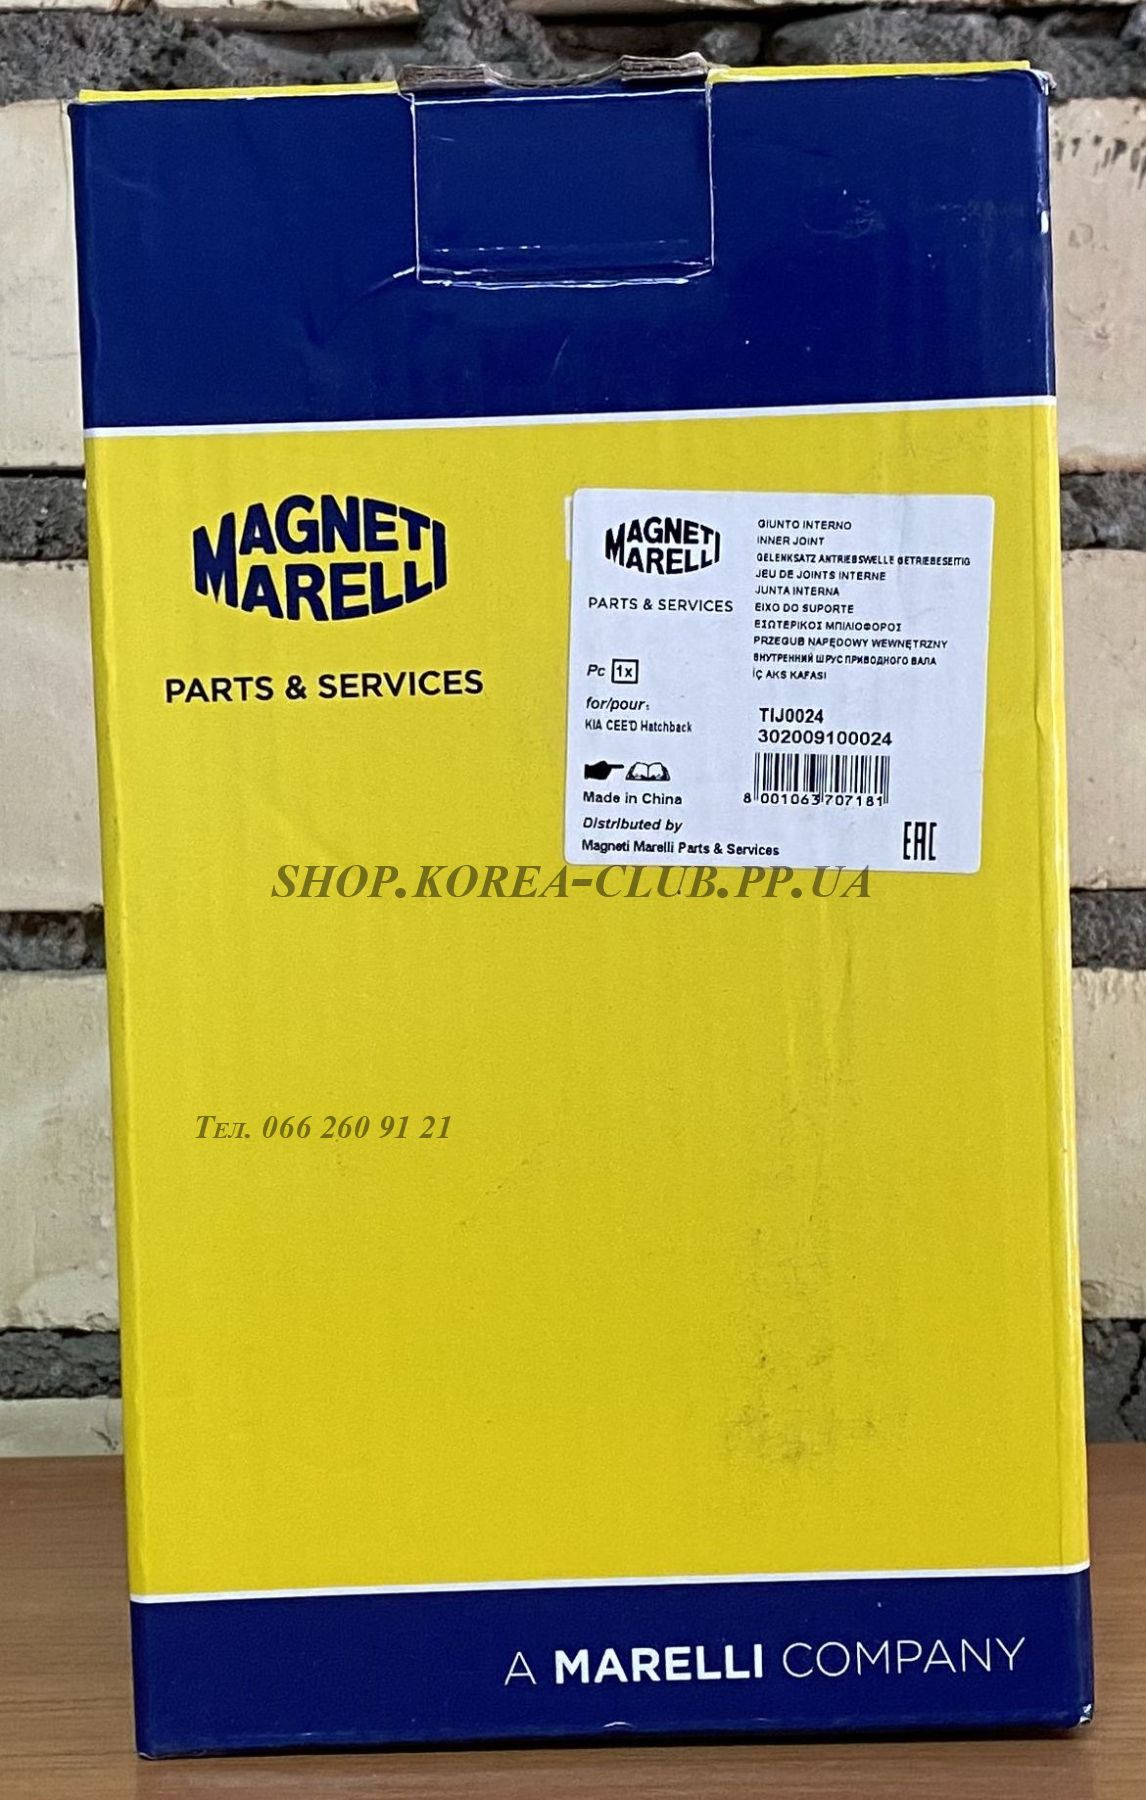 MAGNETI
MARELLI
PARTS & SERVICES
MAGNETI
MARELLI
PARTS & SERVICES
Pc 1x
for/pour:
KIA CEE'D Hatchback
Made in China
Distributed by
Magneti Marelli Parts & Services
GIUNTO INTERNO
INNER JOINT
GELENKSATZ ANTRIEBSWELLE GETRIEBESEITIG
JEU DE JOINTS INTERNE
JUNTA INTERNA
EIXO DO SUPORTE
ΕΣΩΤΕΡΙΚΟΣ ΜΠΙΛΙΟΦΟΡΟΣ
PRZEGUB NAPĘDOWY WEWNĘTRZNY
ВНУТРЕННИЙ ШРУС ПРИВОДНОГО ВАЛА
İÇ AKS KAFASI
TIJ0024
302009100024
8 001063 707181
EAC
SHOP.KOREA-CLUB.PP.UA
Тел. 066 260 91 21
A MARELLI COMPANY